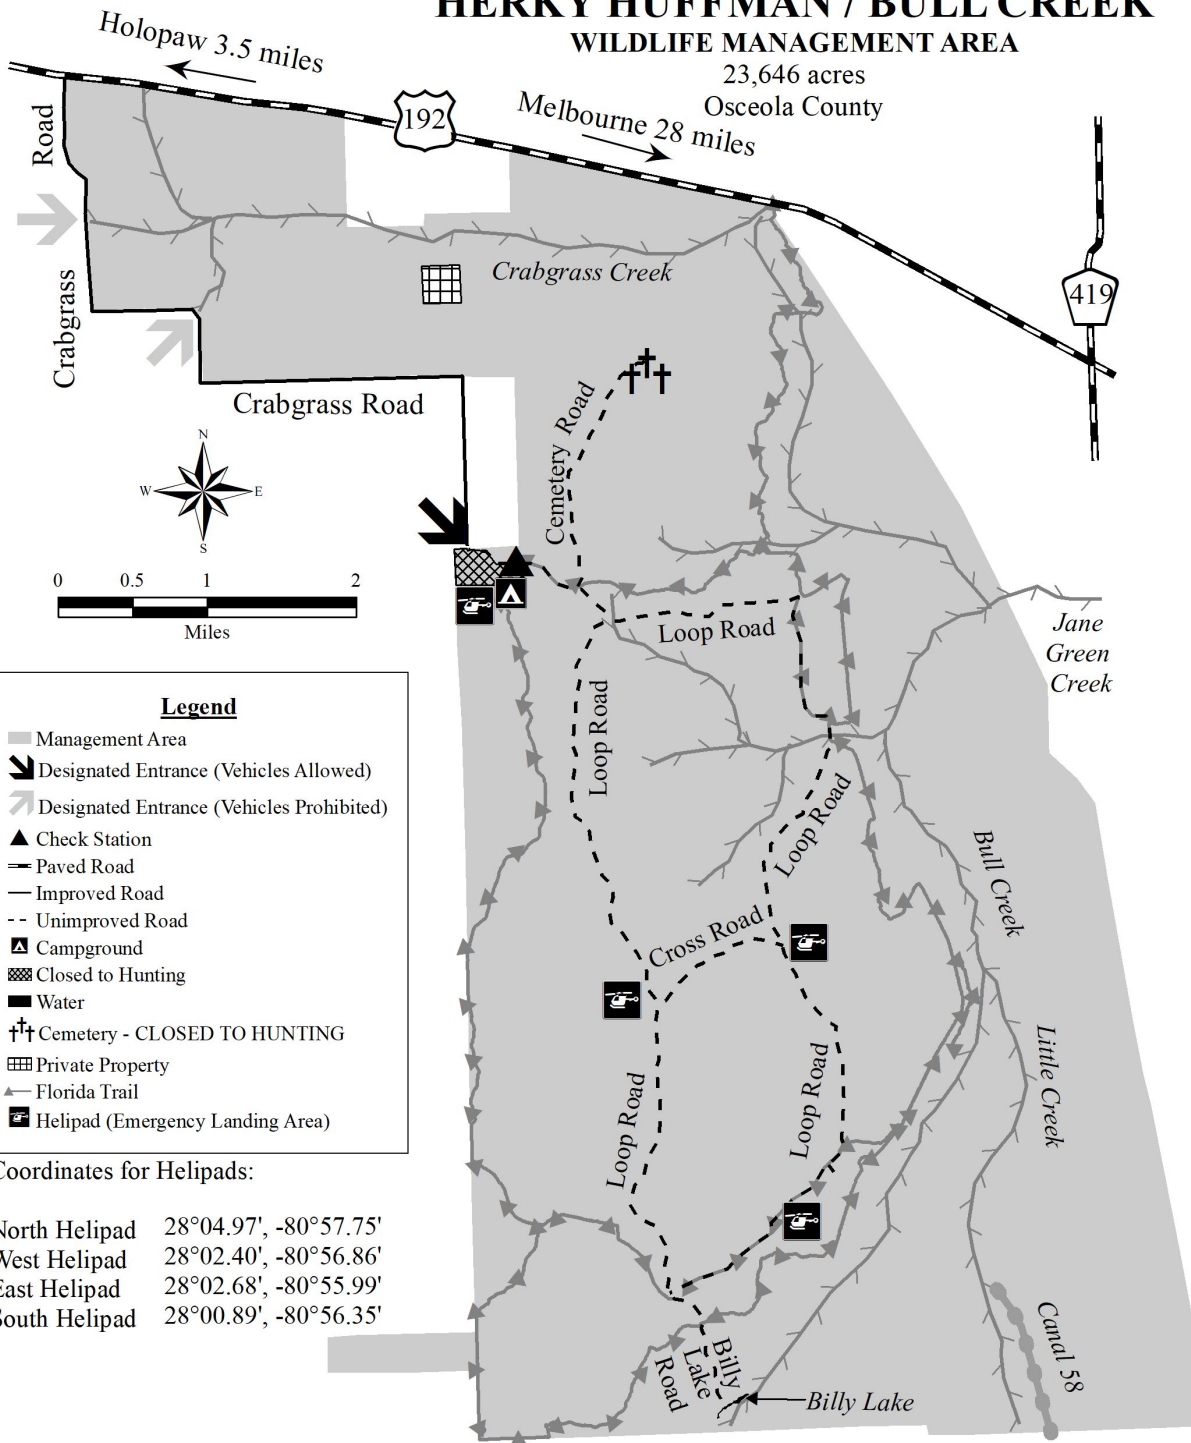 HERKY HUFFMAN / BULL CREEK
WILDLIFE MANAGEMENT AREA
23,646 acres
Osceola County
Holopaw 3.5 miles
192
Melbourne 28 miles
419
Road
Crabgrass
Crabgrass Creek
Crabgrass Road
Cemetery Road
N
W
E
S
0 0.5 1 2
Miles
Loop Road
Jane
Green
Creek
Loop Road
Loop Road
Bull Creek
Cross Road
Little Creek
Loop Road
Loop Road
Canal 58
Billy
Lake
Road
Billy Lake
Legend
Management Area
Designated Entrance (Vehicles Allowed)
Designated Entrance (Vehicles Prohibited)
Check Station
Paved Road
Improved Road
Unimproved Road
Campground
Closed to Hunting
Water
Cemetery - CLOSED TO HUNTING
Private Property
Florida Trail
Helipad (Emergency Landing Area)
Coordinates for Helipads:
North Helipad 28°04.97', -80°57.75'
West Helipad 28°02.40', -80°56.86'
East Helipad 28°02.68', -80°55.99'
South Helipad 28°00.89', -80°56.35'